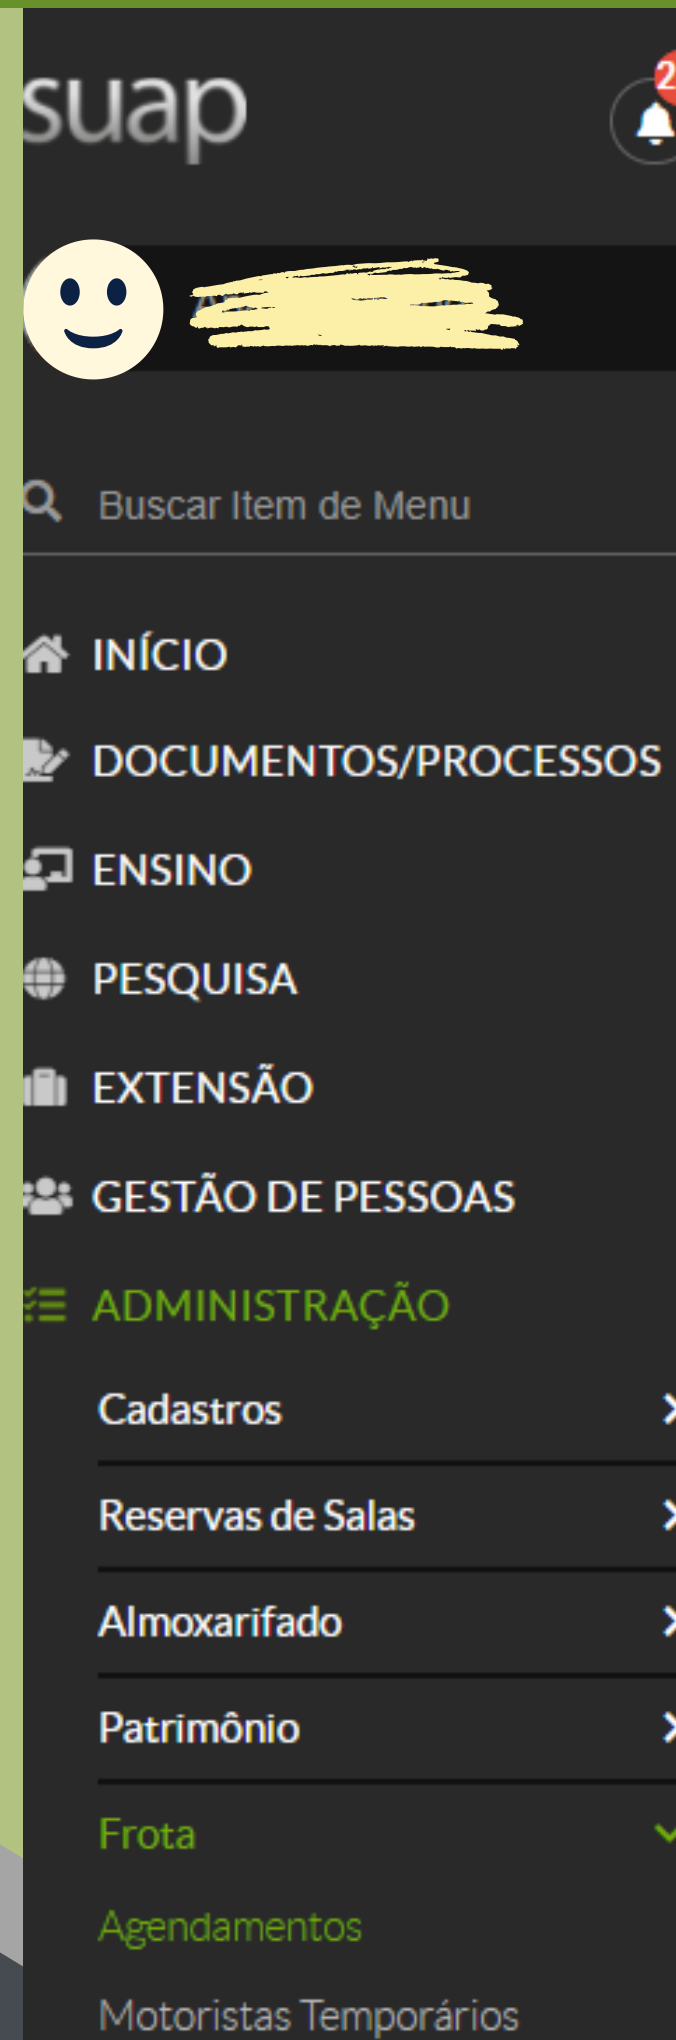 suap
2
Buscar Item de Menu
INÍCIO
DOCUMENTOS/PROCESSOS
ENSINO
PESQUISA
EXTENSÃO
GESTÃO DE PESSOAS
ADMINISTRAÇÃO
Cadastros
Reservas de Salas
Almoxarifado
Patrimônio
Frota
Agendamentos
Motoristas Temporários